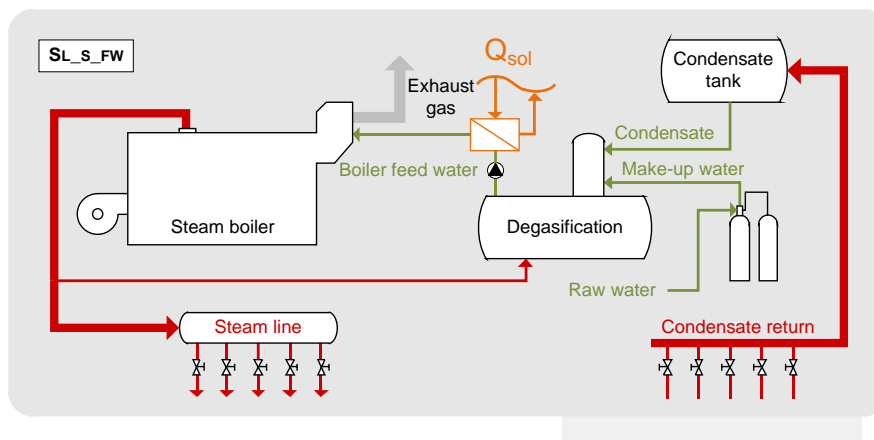 SL_S_FW
Qsol
Exhaust
gas
Condensate
tank
Condensate
Boiler feed water
Make-up water
Steam boiler
Degasification
Raw water
Steam line
Condensate return